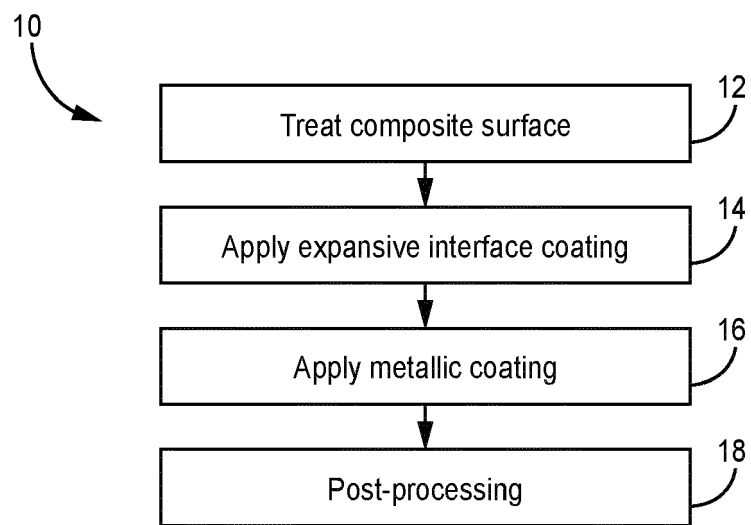 10
12
Treat composite surface
14
Apply expansive interface coating
16
Apply metallic coating
18
Post-processing